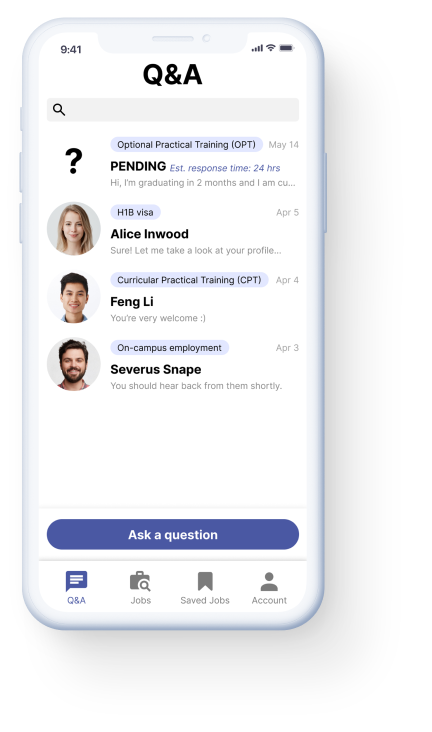 9:41
Q&A
Optional Practical Training (OPT) May 14
?
PENDING Est. response time: 24 hrs
Hi, I'm graduating in 2 months and I am cu...
H1B visa Apr 5
Alice Inwood
Sure! Let me take a look at your profile...
Curricular Practical Training (CPT) Apr 4
Feng Li
You're very welcome :)
On-campus employment Apr 3
Severus Snape
You should hear back from them shortly.
Ask a question
Q&A Jobs Saved Jobs Account